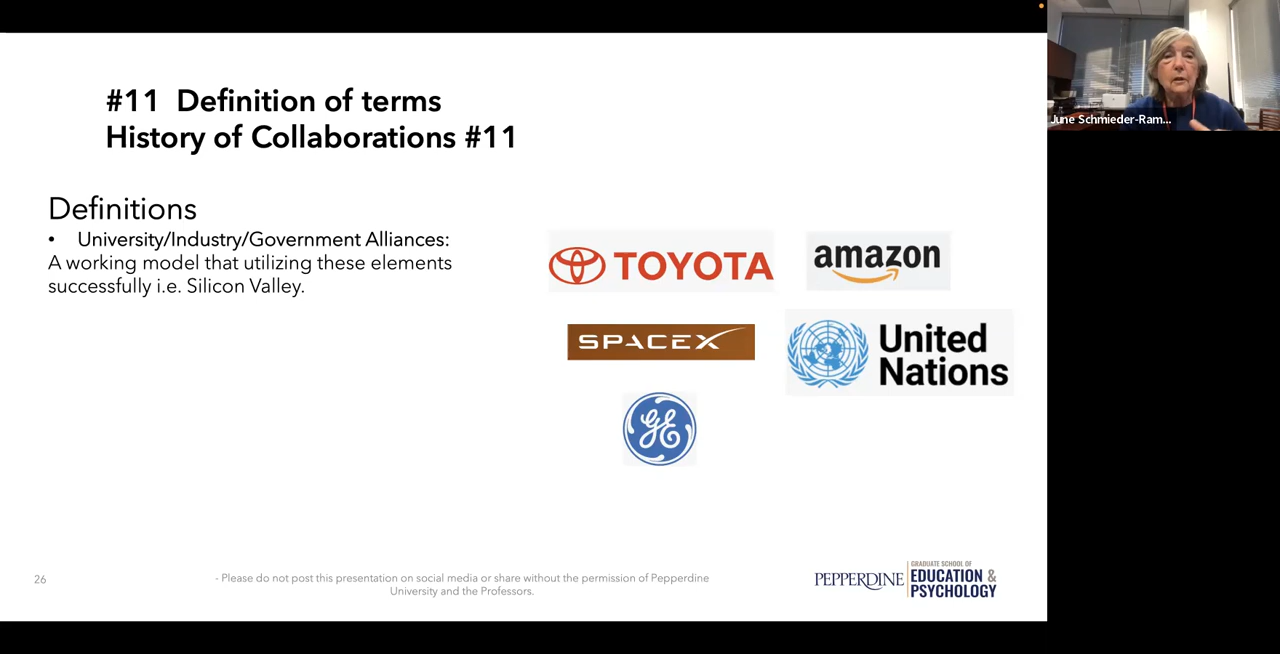 #11 Definition of terms
History of Collaborations #11
Definitions
• University/Industry/Government Alliances:
A working model that utilizing these elements
successfully i.e. Silicon Valley.
TOYOTA
amazon
SPACEX
United
Nations
GE
26
- Please do not post this presentation on social media or share without the permission of Pepperdine
University and the Professors.
PEPPERDINE
GRADUATE SCHOOL OF
EDUCATION &
PSYCHOLOGY
June Schmieder-Ram...